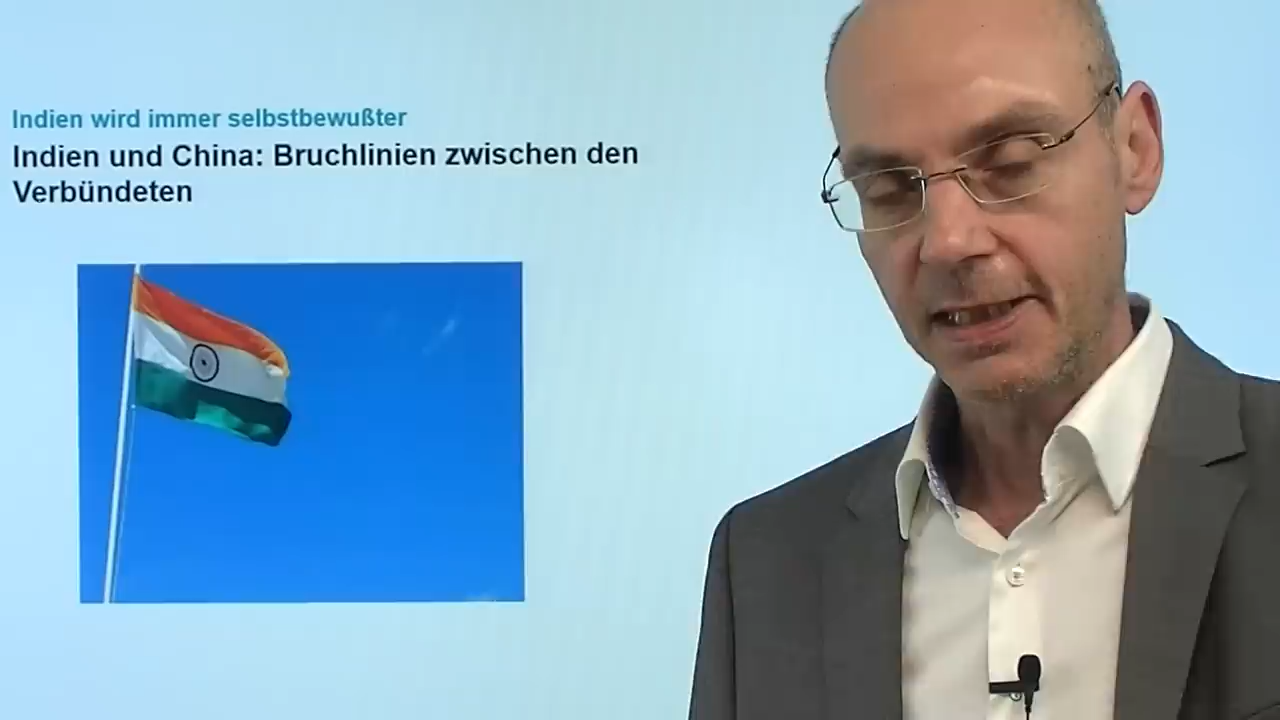 Indien wird immer selbstbewußter
Indien und China: Bruchlinien zwischen den
Verbündeten